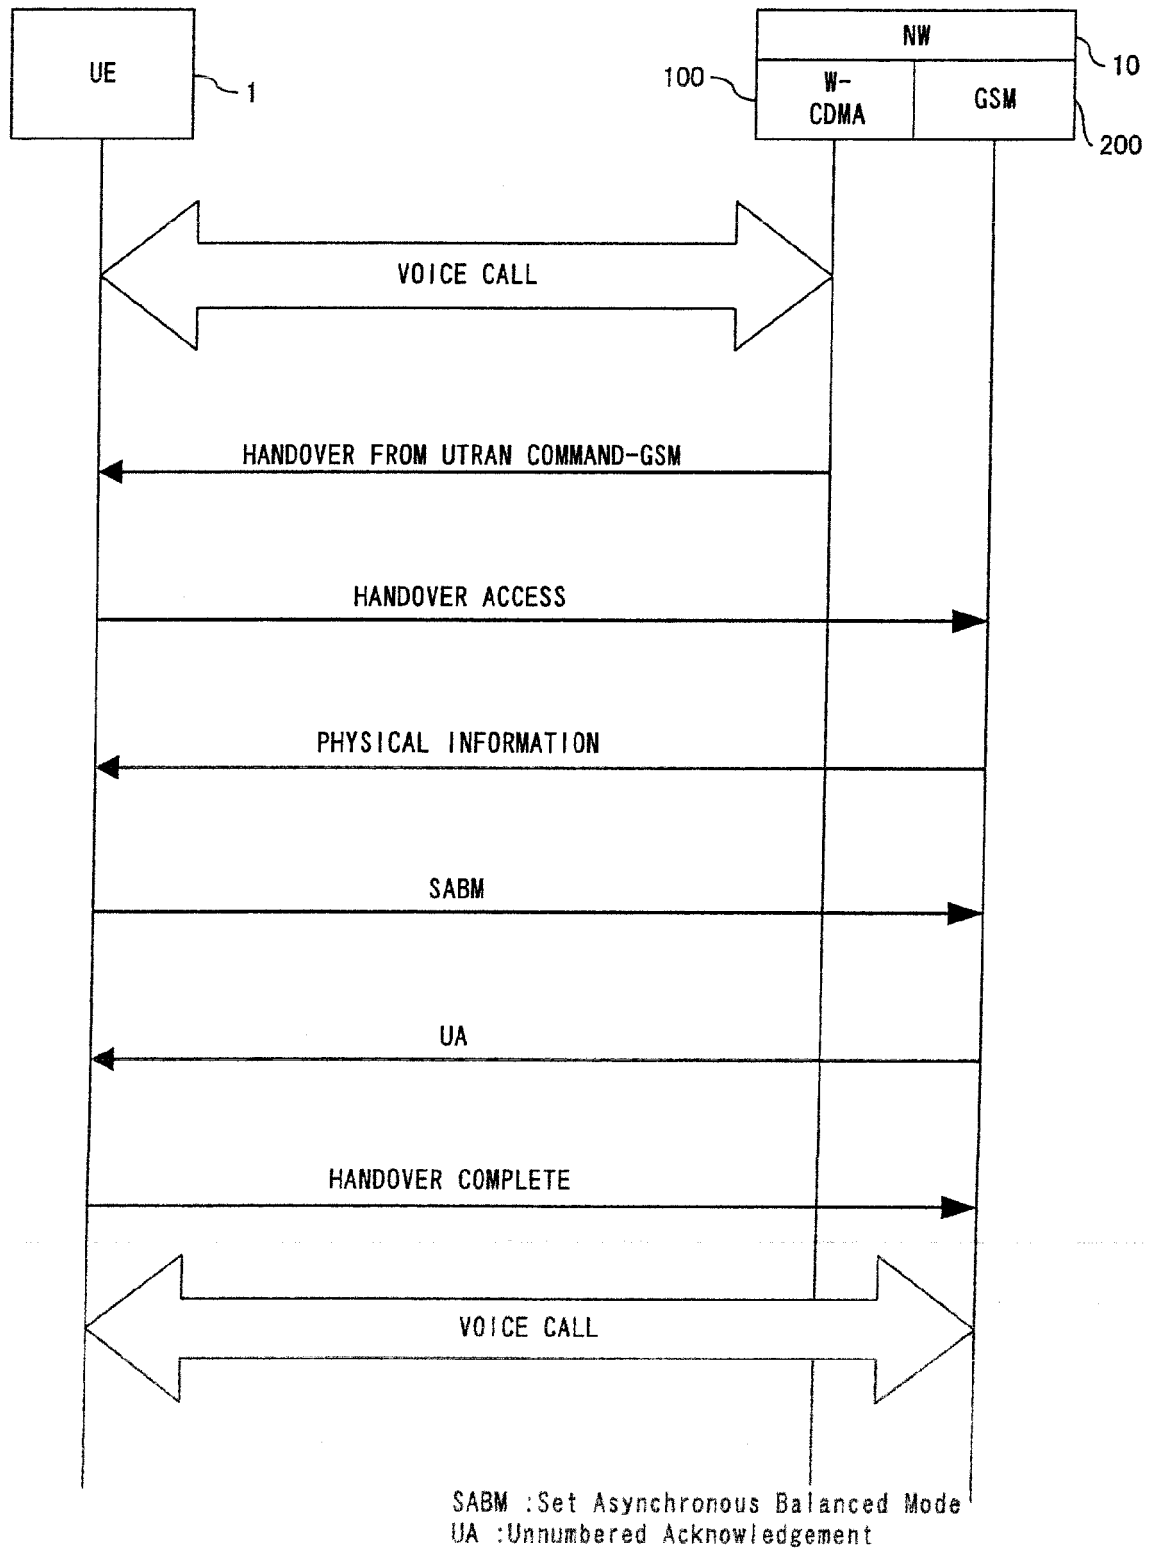 UE
1
NW
10
100
W-
CDMA
GSM
200
VOICE CALL
HANDOVER FROM UTRAN COMMAND-GSM
HANDOVER ACCESS
PHYSICAL INFORMATION
SABM
UA
HANDOVER COMPLETE
VOICE CALL
SABM :Set Asynchronous Balanced Mode
UA :Unnumbered Acknowledgement